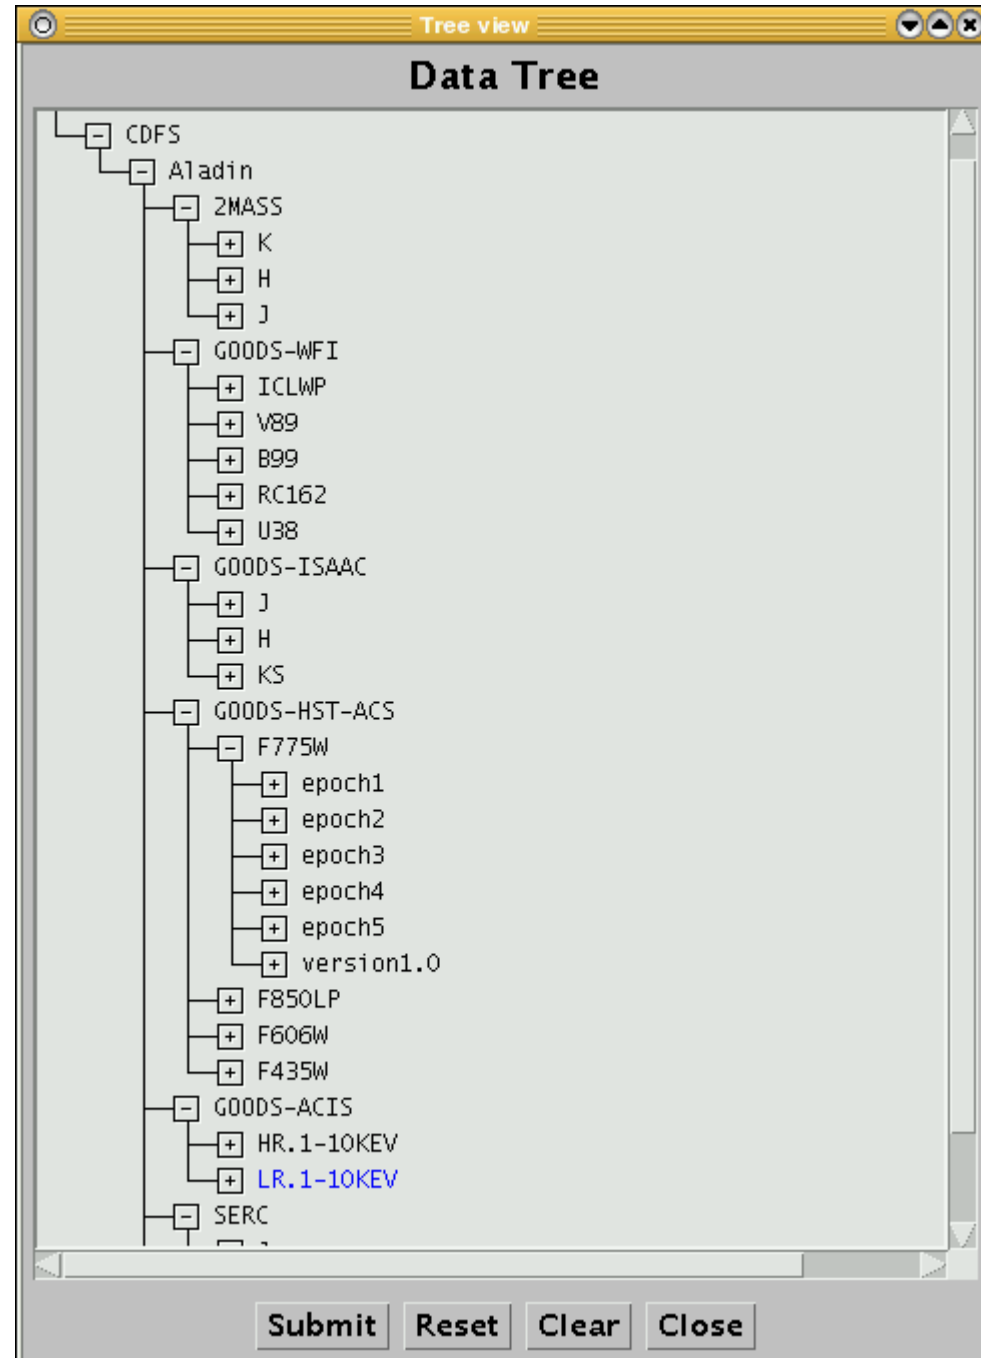 Tree view
Data Tree
CDFS
Aladin
2MASS
K
H
J
GOODS-WFI
ICLWP
V89
B99
RC162
U38
GOODS-ISAAC
J
H
KS
GOODS-HST-ACS
F775W
epoch1
epoch2
epoch3
epoch4
epoch5
version1.0
F850LP
F606W
F435W
GOODS-ACIS
HR.1-10KEV
LR.1-10KEV
SERC
Submit Reset Clear Close